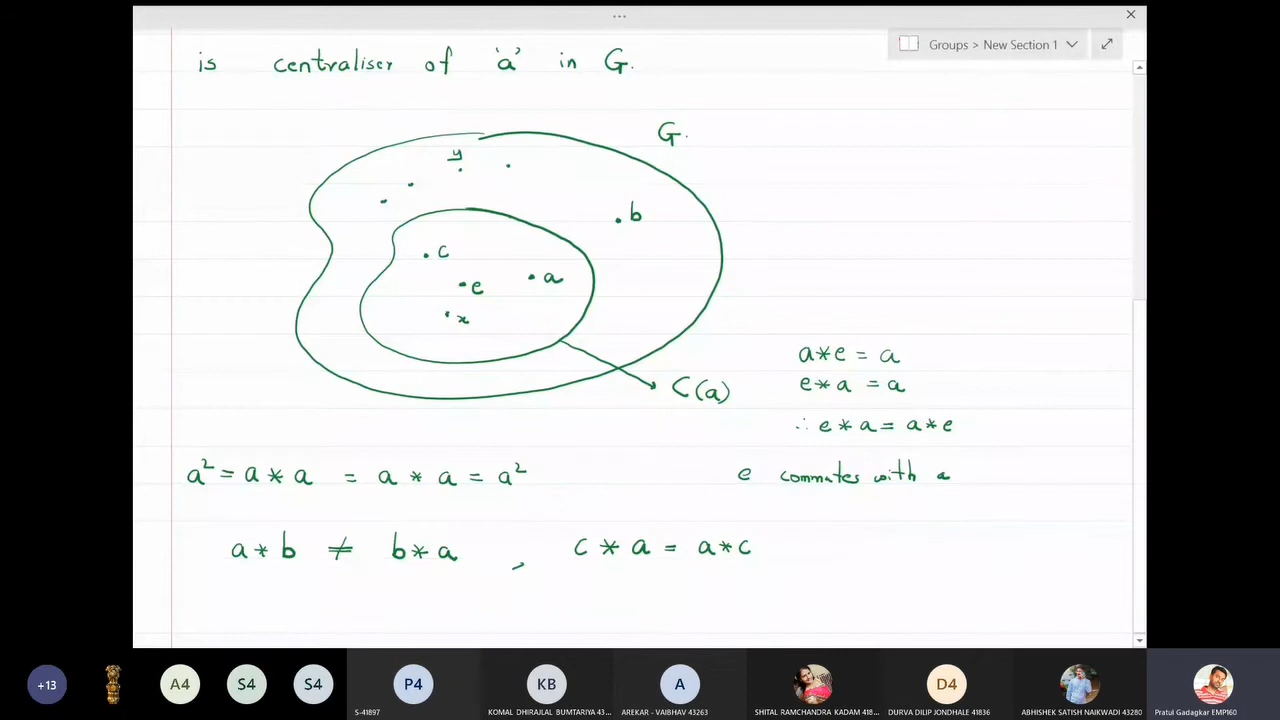 Groups > New Section 1
is centraliser of 'a' in G.
G.
y
b
c
a
e
x
C(a)
a*e = a
e*a = a
∴ e*a = a*e
a² = a*a = a*a = a²
e commutes with a
a*b ≠ b*a , c*a = a*c
+13
A4
S4
S4
P4
KB
A
D4
S-41897
KOMAL DHIRAJLAL BUMTARIYA 43...
AREKAR - VAIBHAV 43263
SHITAL RAMCHANDRA KADAM 418...
DURVA DILIP JONDHALE 41836
ABHISHEK SATISH NAIKWADI 43280
Pratul Gadagkar EMP160